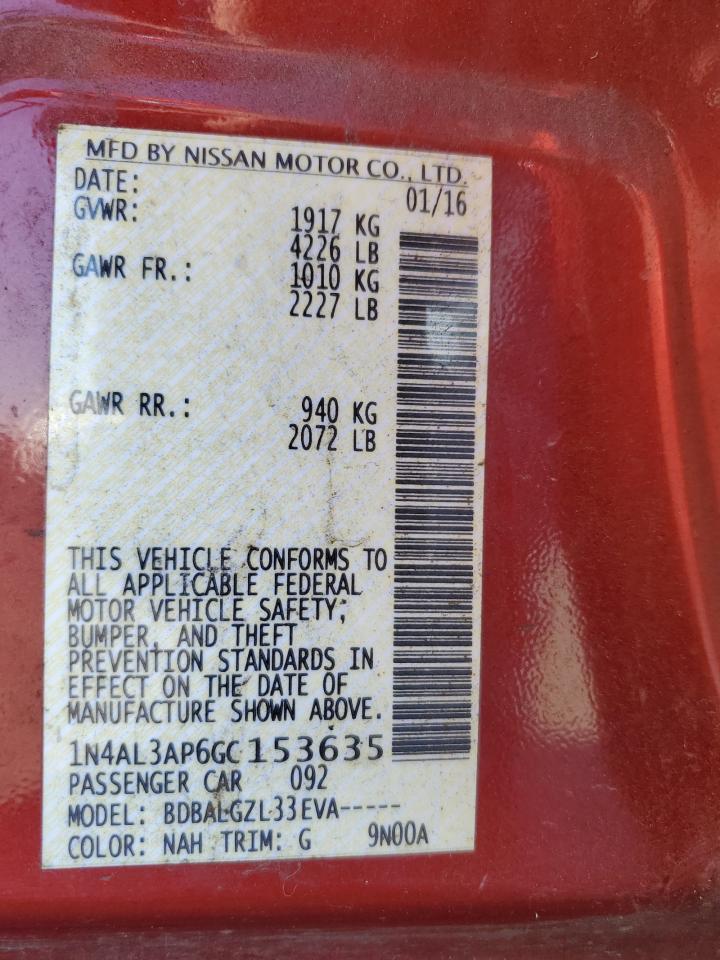 MFD BY NISSAN MOTOR CO., LTD.
DATE: 01/16
GVWR: 1917 KG
4226 LB
GAWR FR.: 1010 KG
2227 LB
GAWR RR.: 940 KG
2072 LB
THIS VEHICLE CONFORMS TO
ALL APPLICABLE FEDERAL
MOTOR VEHICLE SAFETY,
BUMPER, AND THEFT
PREVENTION STANDARDS IN
EFFECT ON THE DATE OF
MANUFACTURE SHOWN ABOVE.
1N4AL3AP6GC153635
PASSENGER CAR 092
MODEL: BDBALGZL33EVA-----
COLOR: NAH TRIM: G 9N00A